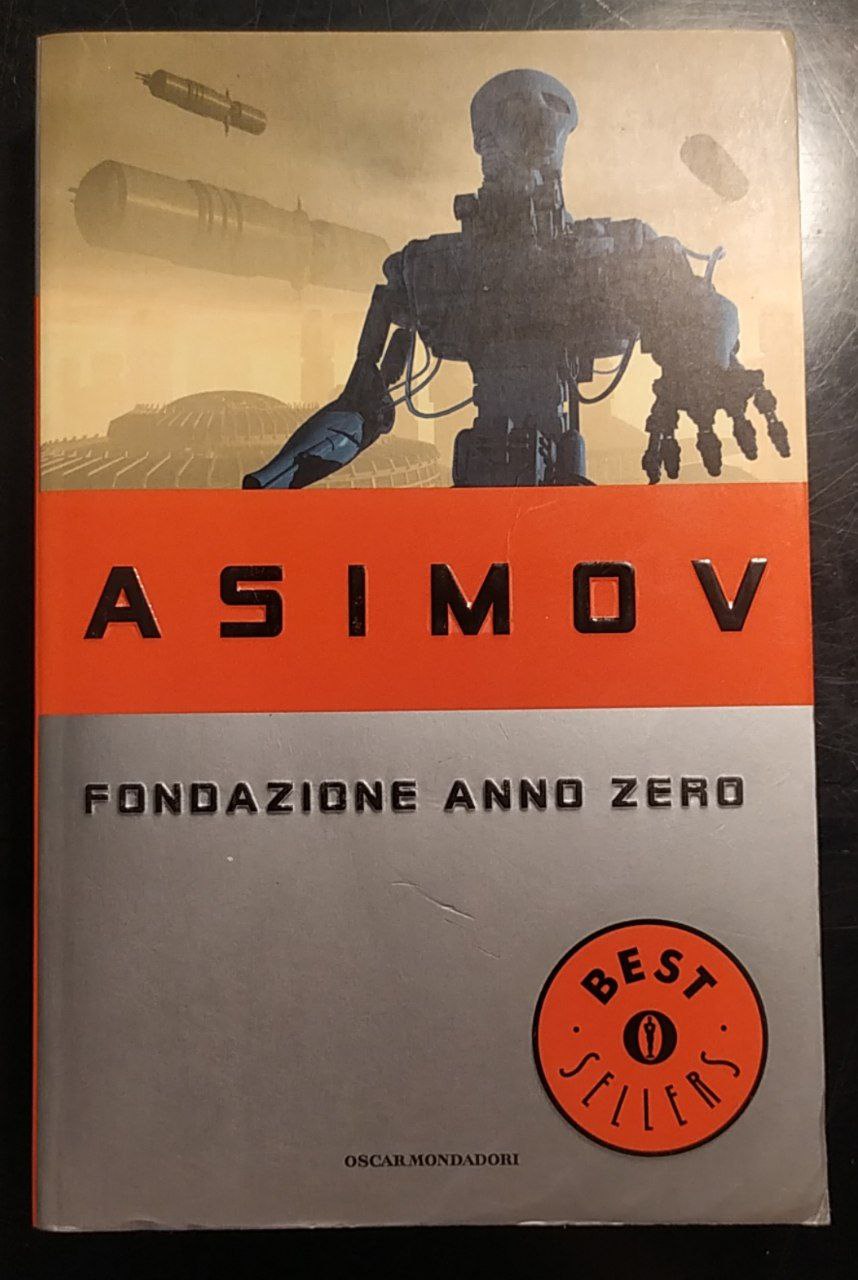 ASIMOV
FONDAZIONE ANNO ZERO
BEST
SELLERS
OSCAR MONDADORI